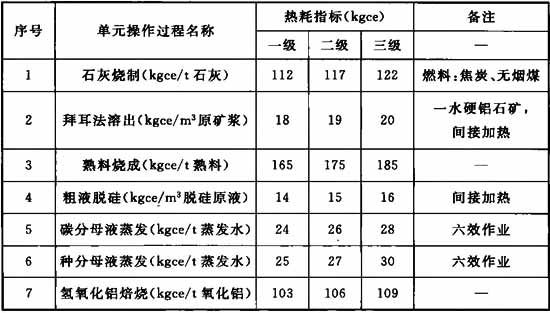 序号 单元操作过程名称 热耗指标(kgce) 备注
一级 二级 三级 —
1 石灰烧制(kgce/t石灰) 112 117 122 燃料:焦炭、无烟煤
2 拜耳法溶出(kgce/m³原矿浆) 18 19 20 一水硬铝石矿,
间接加热
3 熟料烧成(kgce/t熟料) 165 175 185 —
4 粗液脱硅(kgce/m³脱硅原液) 14 15 16 间接加热
5 碳分母液蒸发(kgce/t蒸发水) 24 26 28 六效作业
6 种分母液蒸发(kgce/t蒸发水) 25 27 30 六效作业
7 氢氧化铝焙烧(kgce/t氧化铝) 103 106 109 —